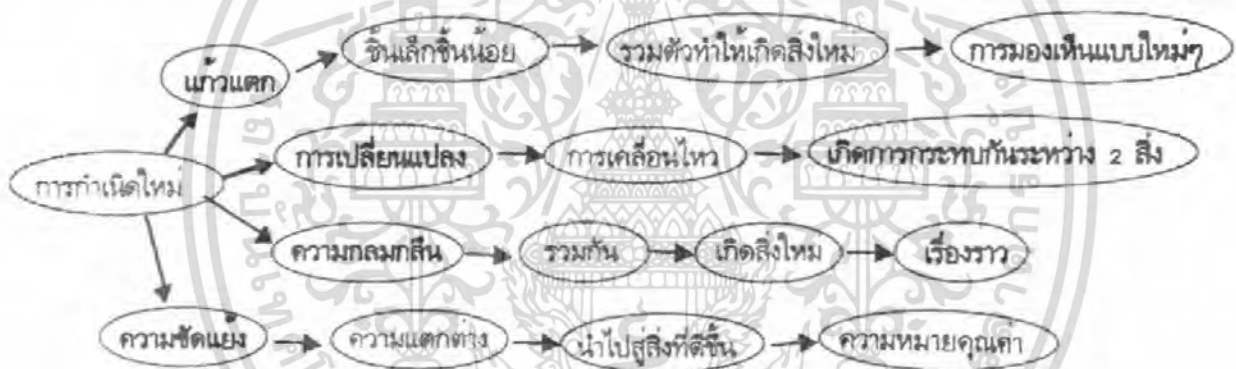 แก้วแตก
ชิ้นเล็กชิ้นน้อย
รวมตัวทำให้เกิดสิ่งใหม่
การมองเห็นแบบใหม่ๆ
การกำเนิดใหม่
การเปลี่ยนแปลง
การเคลื่อนไหว
เกิดการกระทบกันระหว่าง 2 สิ่ง
ความกลมกลืน
รวมกัน
เกิดสิ่งใหม่
เรื่องราว
ความขัดแย้ง
ความแตกต่าง
นำไปสู่สิ่งที่ดีขึ้น
ความหมายคุณค่า